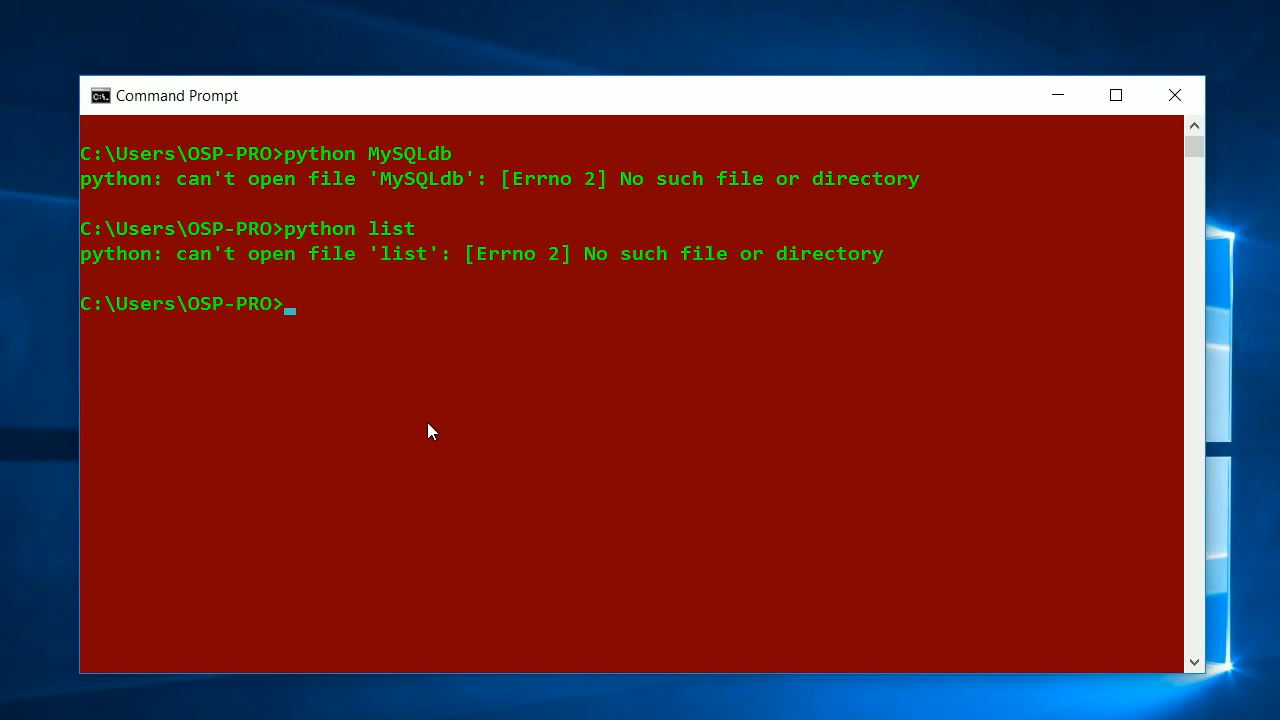 Command Prompt
C:\Users\OSP-PRO>python MySQLdb
python: can't open file 'MySQLdb': [Errno 2] No such file or directory
C:\Users\OSP-PRO>python list
python: can't open file 'list': [Errno 2] No such file or directory
C:\Users\OSP-PRO>